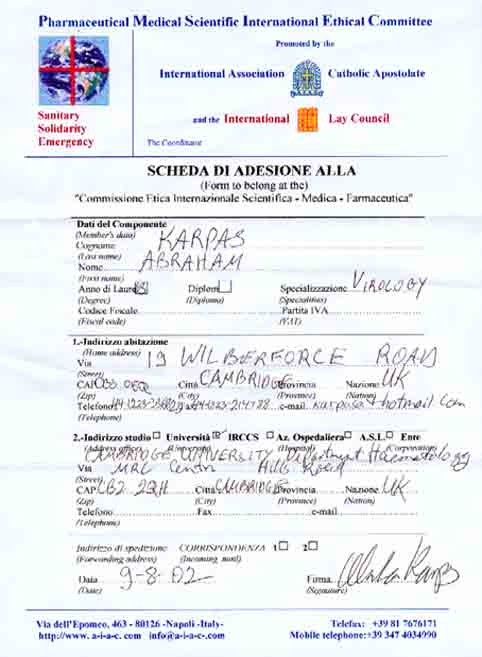 Pharmaceutical Medical Scientific International Ethical Committee
Promoted by the
International Association Catholic Apostolate
and the International Lay Council
Sanitary
Solidarity
Emergency
The Coordinator
SCHEDA DI ADESIONE ALLA
(Form to belong at the)
"Commissione Etica Internazionale Scientifica - Medica - Farmaceutica"
Dati del Componente
(Member's data)
Cognome KARPAS
(Last name)
Nome ABRAHAM
(First name)
Anno di Laurea Diploma Specializzazione VIROLOGY
(Degree) (Diploma) (Specialities)
Codice Fiscale Partita IVA
(Fiscal code) (VAT)
1.-Indirizzo abitazione
(Home address)
Via 19 WILBERFORCE ROAD
(Street)
CAP Città CAMBRIDGE Provincia Nazione UK
(Zip) (City) (Province) (Nation)
Telefono Fax e-mail hotmail com
(Telephone)
2.-Indirizzo studio Università IRCCS Az. Ospedaliera A.S.L. Ente
(Address office) (University) (Hospital) (Corporation)
CAMBRIDGE UNIVERSITY Department Haematology
Via MRC Centre Hills Road
(Street)
CAP CB2 2QH Città CAMBRIDGE Provincia Nazione UK
(Zip) (City) (Province) (Nation)
Telefono Fax e-mail
(Telephone)
Indirizzo di spedizione CORRISPONDENZA 1 2
(Forwarding address) (Incoming mail)
Data 9-8-02 Firma
(Date) (Signature)
Via dell'Epomeo, 463 - 80126 -Napoli -Italy- Telefax: +39 81 7676171
http://www. a-i-a-c. com info@a-i-a-c-.com Mobile telephone:+39 347 4034990